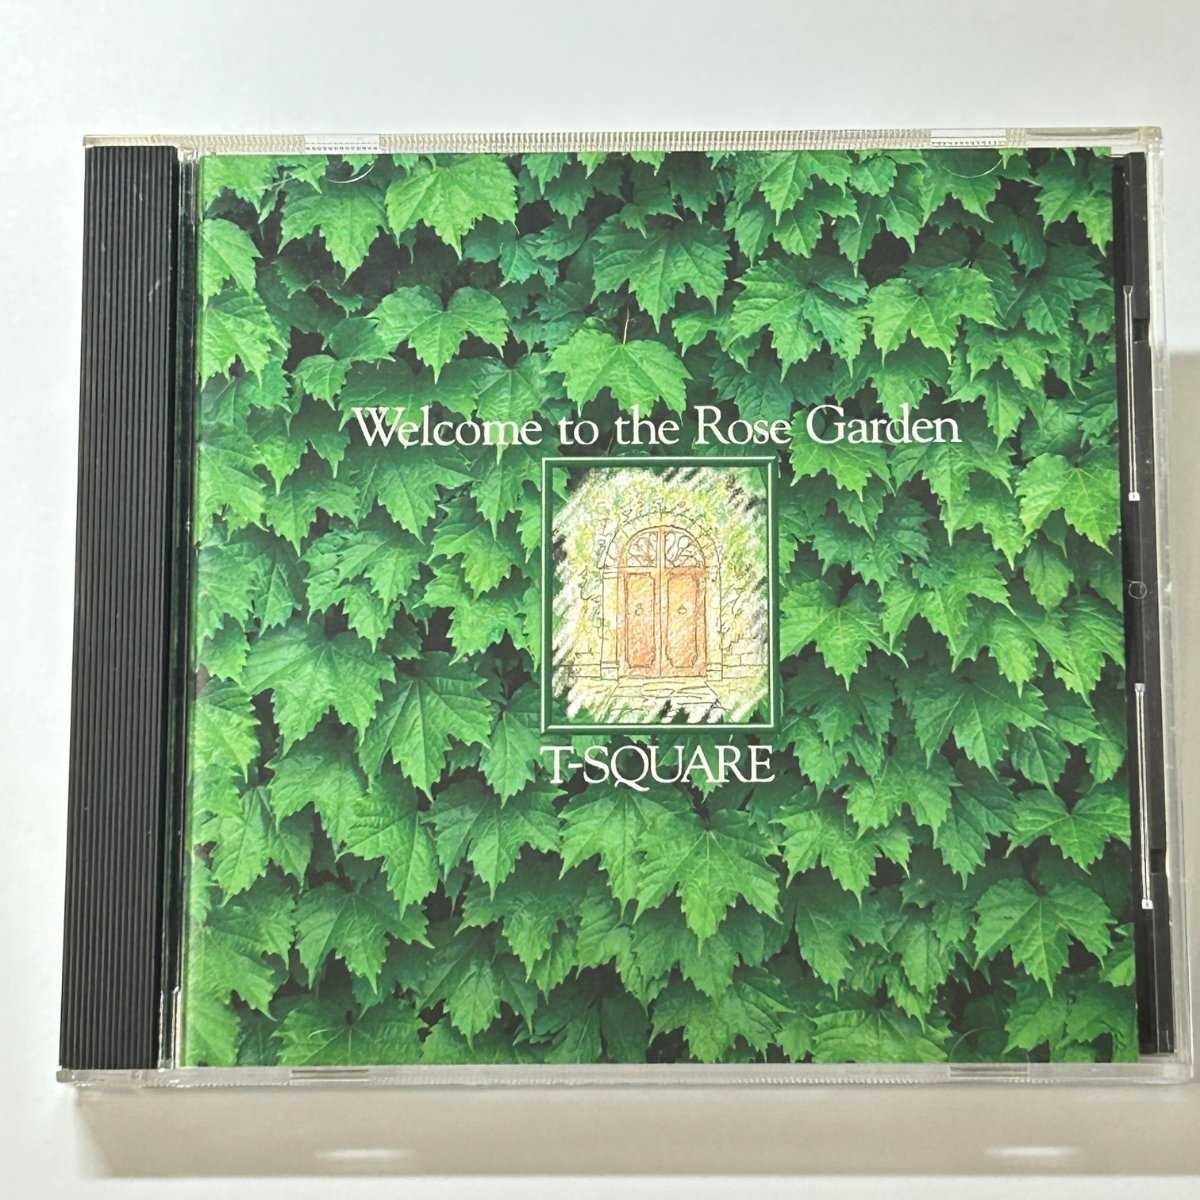 Welcome to the Rose Garden
T-SQUARE